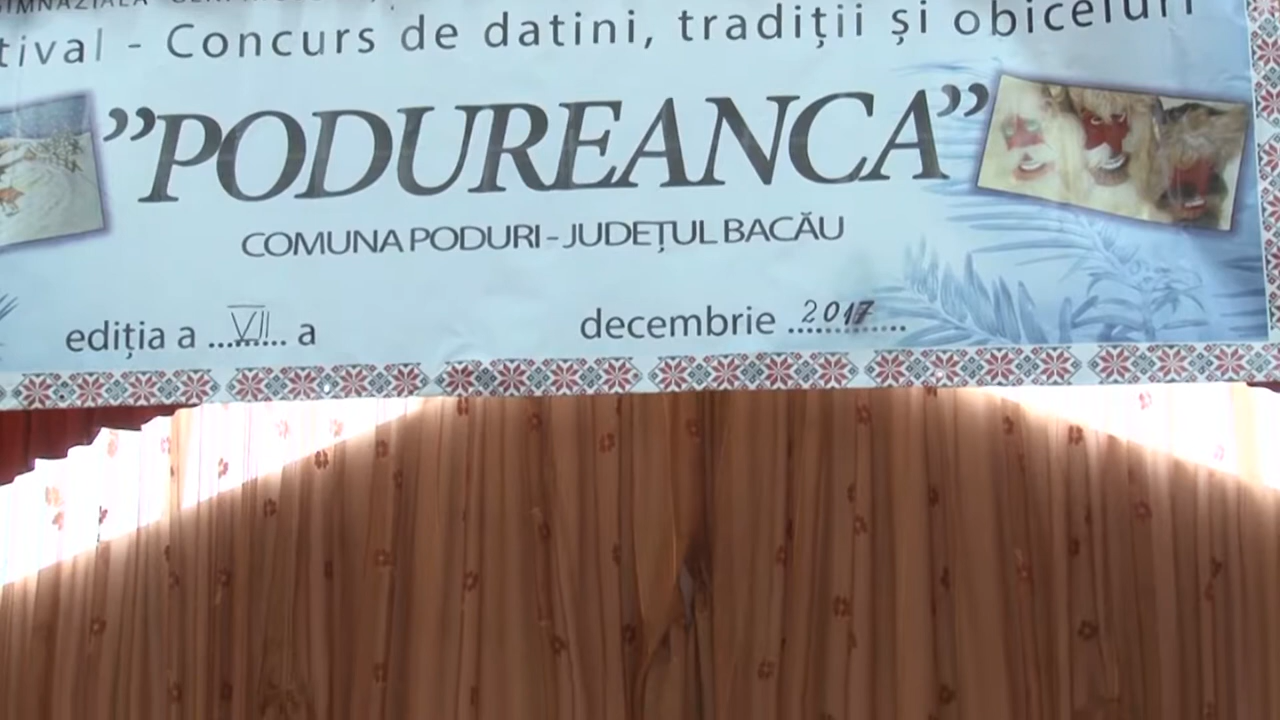 tival - Concurs de datini, tradiții și obiceiuri
”PODUREANCA”
COMUNA PODURI - JUDEȚUL BACĂU
ediția a ...VII... a
decembrie ..2017....